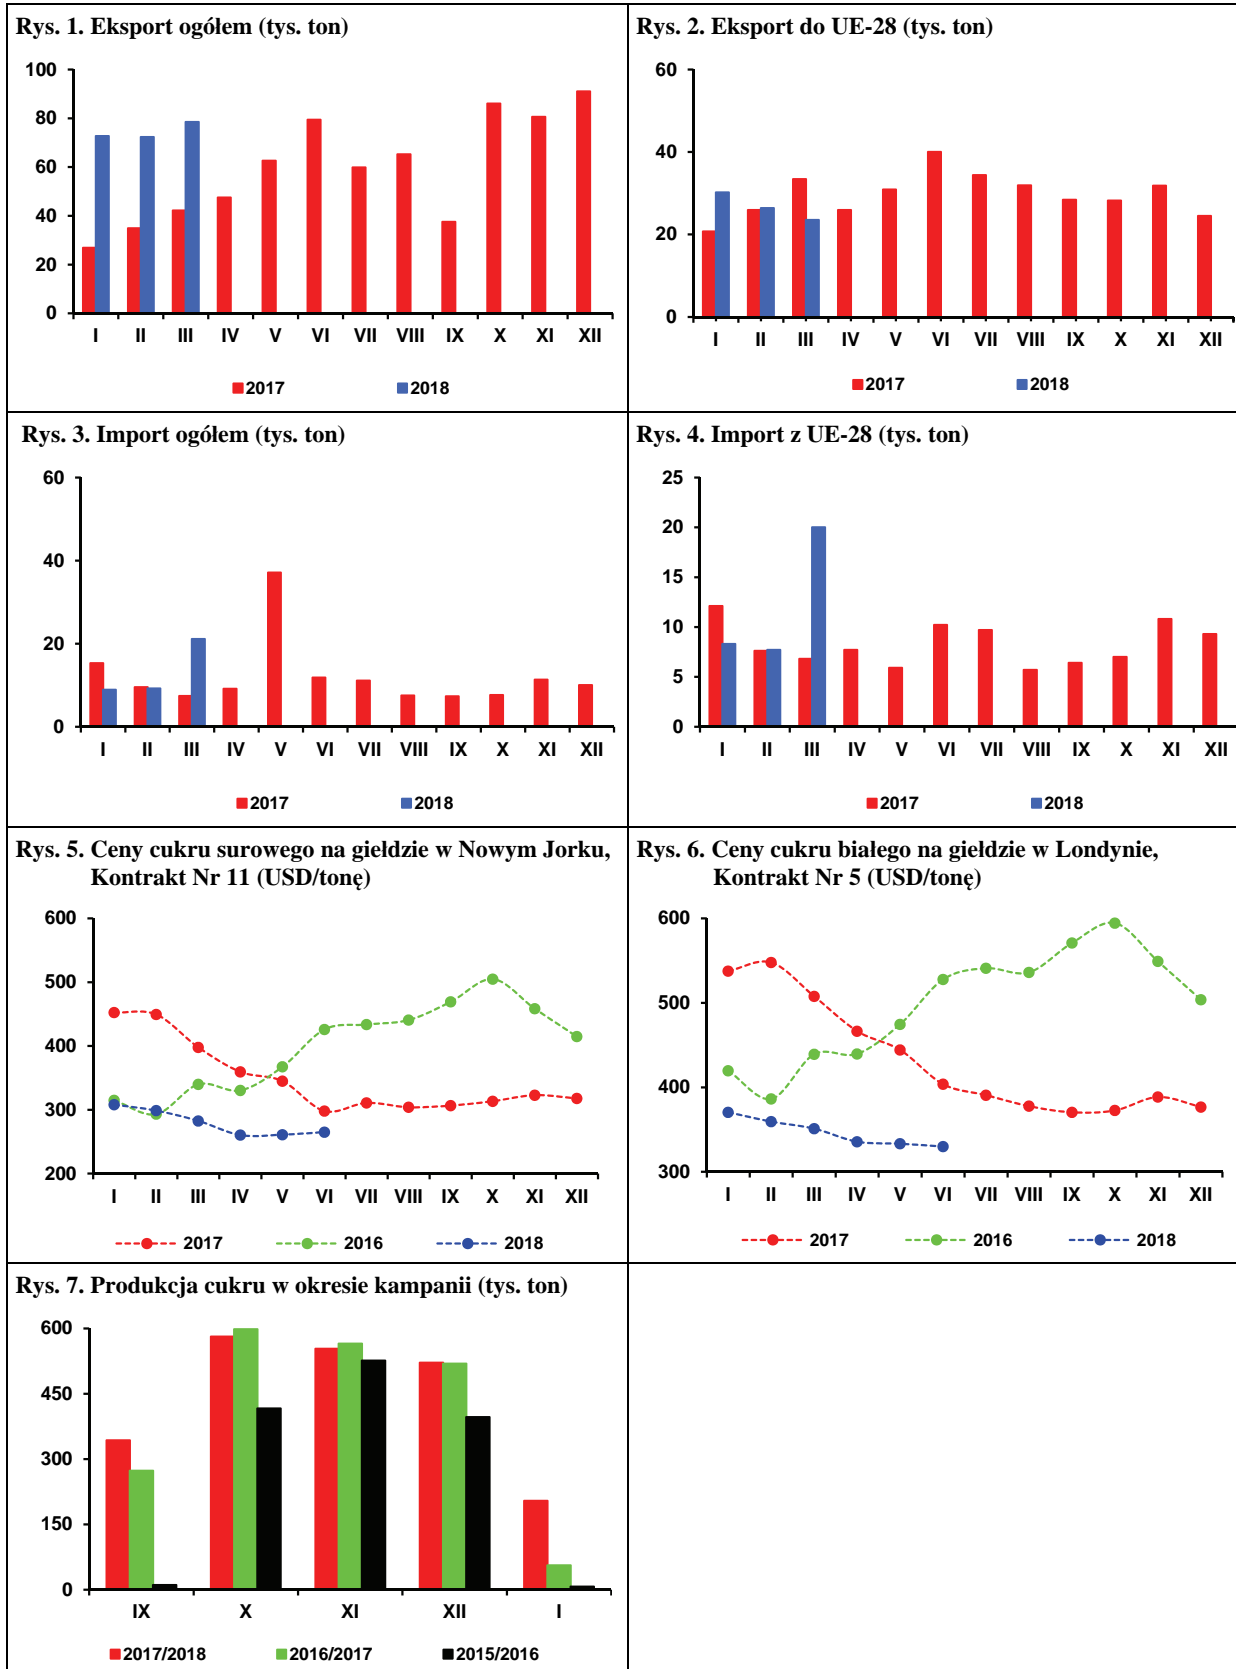 Rys. 1. Eksport ogółem (tys. ton)
100
80
60
40
20
0
I II III IV V VI VII VIII IX X XI XII
2017 2018
Rys. 2. Eksport do UE-28 (tys. ton)
60
40
20
0
I II III IV V VI VII VIII IX X XI XII
2017 2018
Rys. 3. Import ogółem (tys. ton)
60
40
20
0
I II III IV V VI VII VIII IX X XI XII
2017 2018
Rys. 4. Import z UE-28 (tys. ton)
25
20
15
10
5
0
I II III IV V VI VII VIII IX X XI XII
2017 2018
Rys. 5. Ceny cukru surowego na giełdzie w Nowym Jorku,
Kontrakt Nr 11 (USD/tonę)
600
500
400
300
200
I II III IV V VI VII VIII IX X XI XII
2017 2016 2018
Rys. 6. Ceny cukru białego na giełdzie w Londynie,
Kontrakt Nr 5 (USD/tonę)
600
500
400
300
I II III IV V VI VII VIII IX X XI XII
2017 2016 2018
Rys. 7. Produkcja cukru w okresie kampanii (tys. ton)
600
450
300
150
0
IX X XI XII I
2017/2018 2016/2017 2015/2016